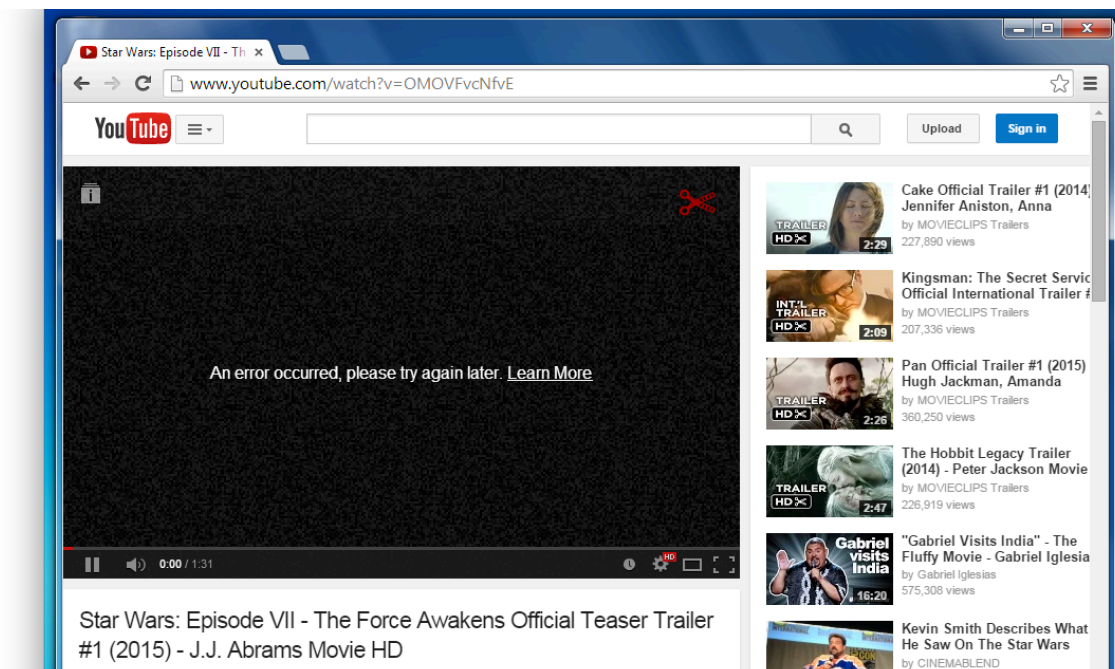 Star Wars: Episode VII - Th
www.youtube.com/watch?v=OMOVFvcNfvE
YouTube
Upload
Sign in
An error occurred, please try again later. Learn More
0:00 / 1:31
HD
Star Wars: Episode VII - The Force Awakens Official Teaser Trailer
#1 (2015) - J.J. Abrams Movie HD
TRAILER
HD
2:29
Cake Official Trailer #1 (2014)
Jennifer Aniston, Anna
by MOVIECLIPS Trailers
227,890 views
INT'L
TRAILER
HD
2:09
Kingsman: The Secret Servic
Official International Trailer #
by MOVIECLIPS Trailers
207,336 views
TRAILER
HD
2:26
Pan Official Trailer #1 (2015)
Hugh Jackman, Amanda
by MOVIECLIPS Trailers
360,250 views
TRAILER
HD
2:47
The Hobbit Legacy Trailer
(2014) - Peter Jackson Movie
by MOVIECLIPS Trailers
226,919 views
Gabriel
visits
India
16:20
"Gabriel Visits India" - The
Fluffy Movie - Gabriel Iglesia
by Gabriel Iglesias
575,308 views
Kevin Smith Describes What
He Saw On The Star Wars
by CINEMABLEND